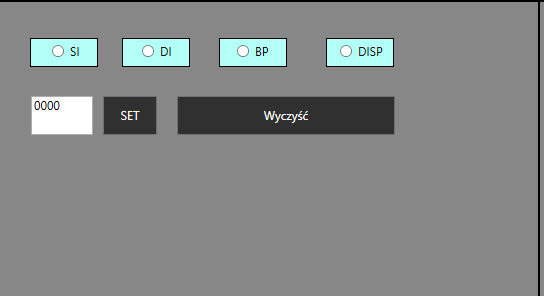 SI DI BP DISP
0000 SET Wyczyść